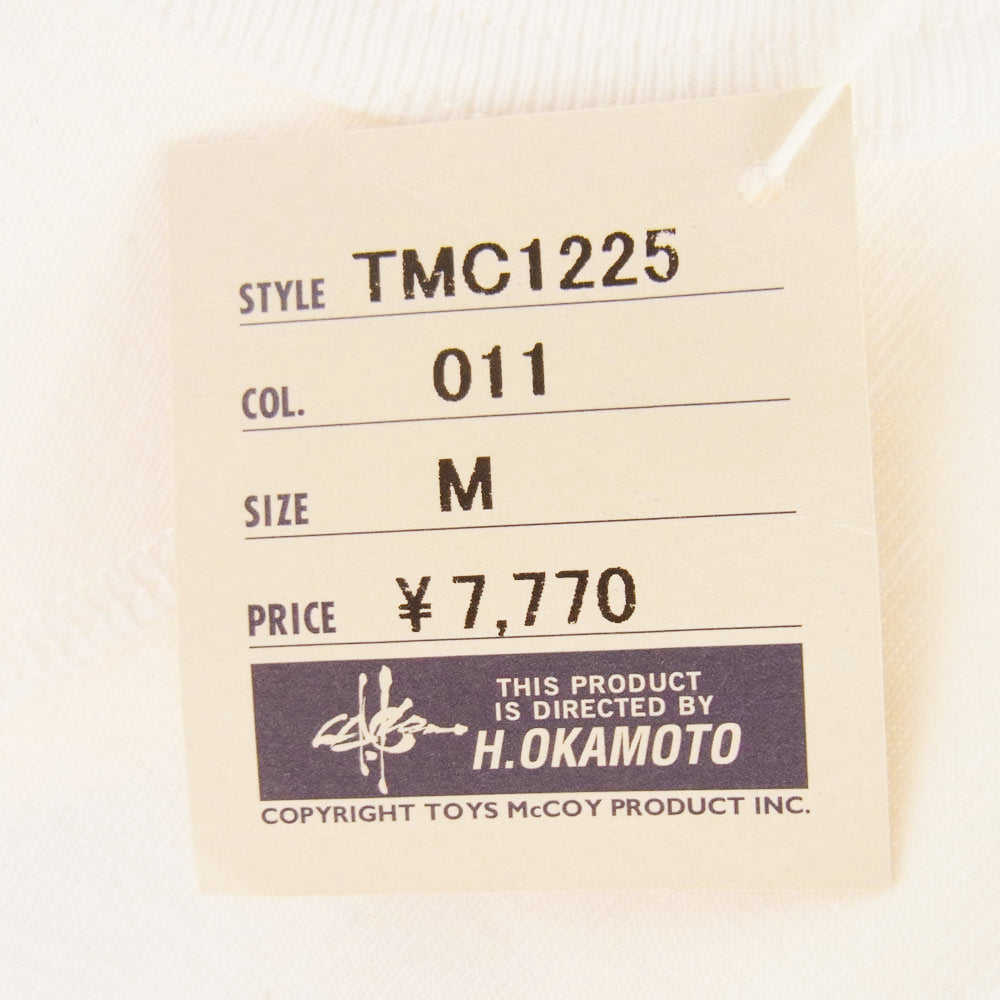 STYLE TMC1225
COL. 011
SIZE M
PRICE ¥7,770
THIS PRODUCT
IS DIRECTED BY
H.OKAMOTO
COPYRIGHT TOYS McCOY PRODUCT INC.